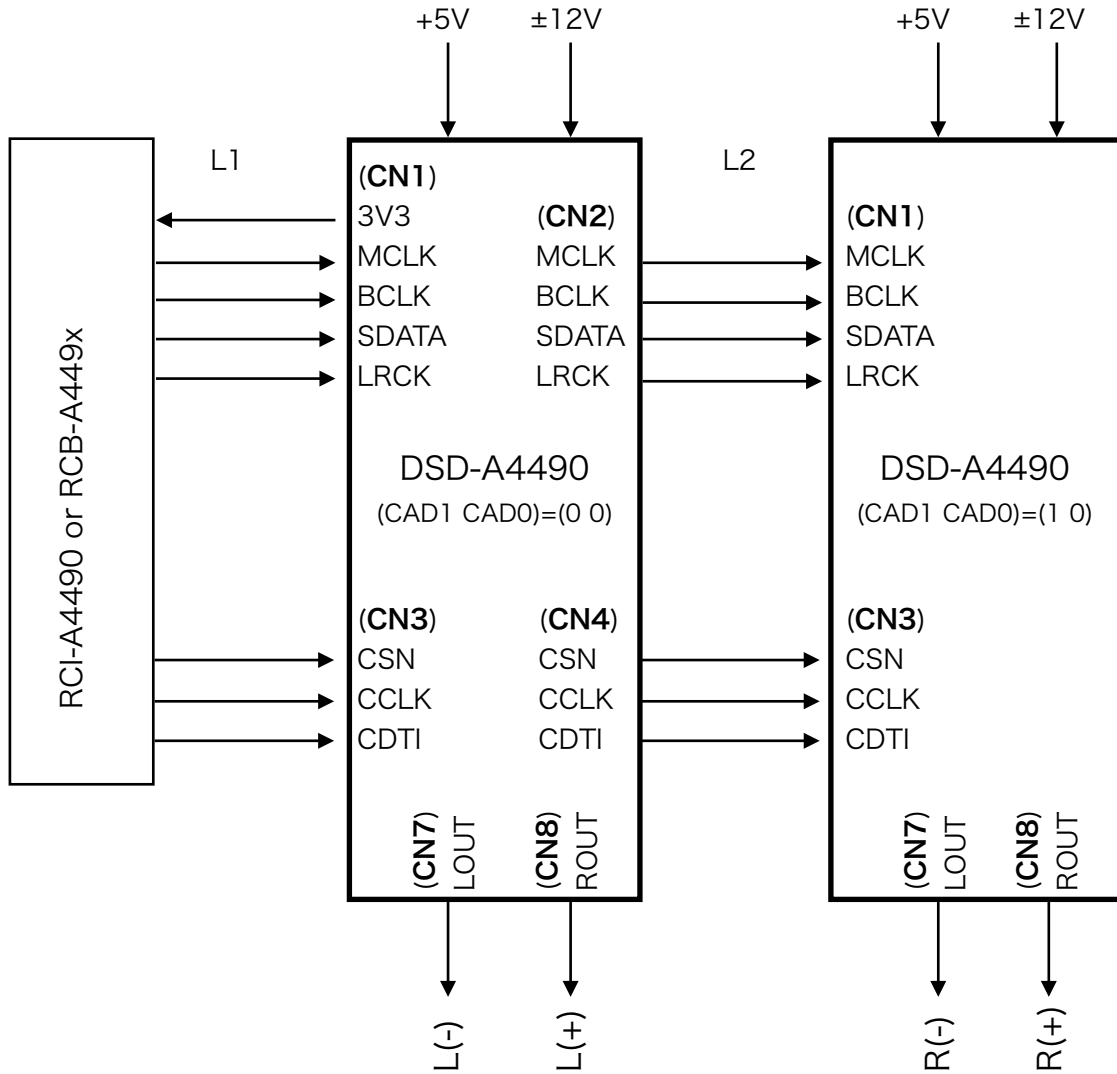 +5V
±12V
+5V
±12V
L1
L2
RCI-A4490 or RCB-A449x
(CN1)
3V3
MCLK
BCLK
SDATA
LRCK
(CN2)
MCLK
BCLK
SDATA
LRCK
DSD-A4490
(CAD1 CAD0)=(0 0)
(CN3)
CSN
CCLK
CDTI
(CN4)
CSN
CCLK
CDTI
(CN7)
LOUT
(CN8)
ROUT
L(-)
L(+)
(CN1)
MCLK
BCLK
SDATA
LRCK
DSD-A4490
(CAD1 CAD0)=(1 0)
(CN3)
CSN
CCLK
CDTI
(CN7)
LOUT
(CN8)
ROUT
R(-)
R(+)